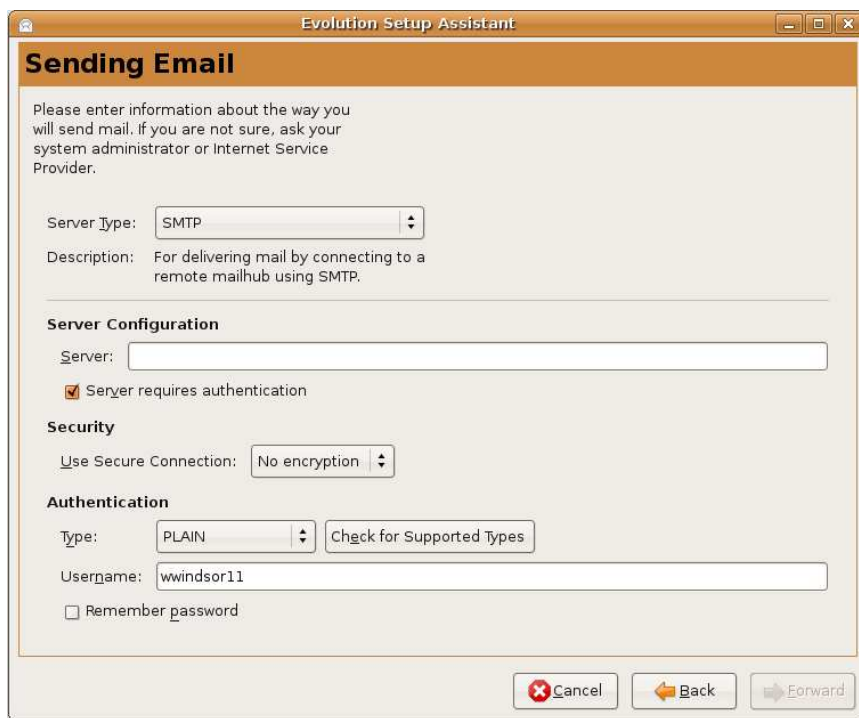 Evolution Setup Assistant
Sending Email
Please enter information about the way you
will send mail. If you are not sure, ask your
system administrator or Internet Service
Provider.
Server Type: SMTP
Description: For delivering mail by connecting to a
remote mailhub using SMTP.
Server Configuration
Server:
Server requires authentication
Security
Use Secure Connection: No encryption
Authentication
Type: PLAIN Check for Supported Types
Username: wwindsor11
Remember password
Cancel Back Forward